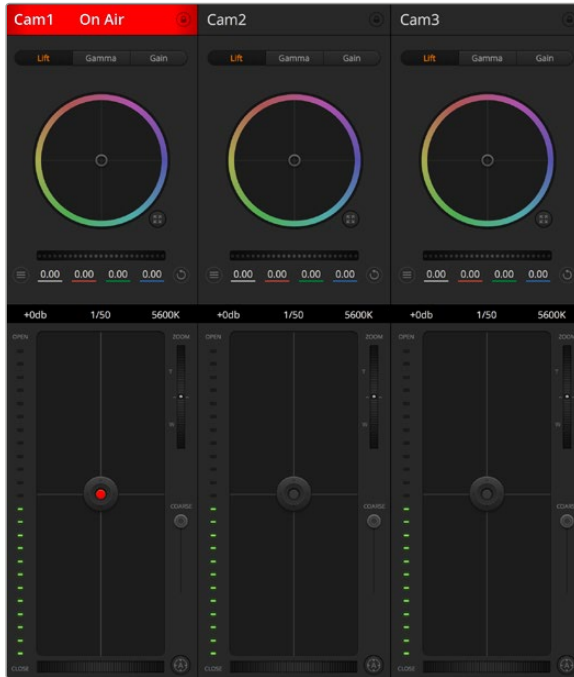 Cam1 On Air Cam2 Cam3
Lift Gamma Gain Lift Gamma Gain Lift Gamma Gain
0.00 0.00 0.00 0.00 0.00 0.00 0.00 0.00 0.00 0.00 0.00 0.00
+0db 1/50 5600K +0db 1/50 5600K +0db 1/50 5600K
OPEN ZOOM OPEN ZOOM OPEN ZOOM
T T T
W W W
COARSE COARSE COARSE
CLOSE A CLOSE A CLOSE A